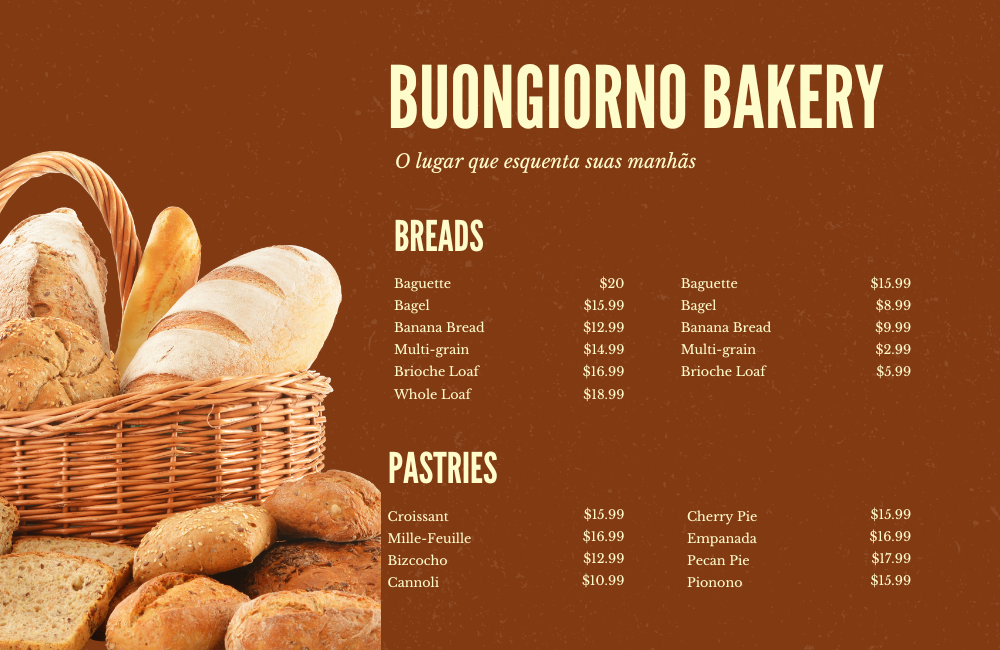 BUONGIORNO BAKERY
O lugar que esquenta suas manhãs
BREADS
Baguette $20
Bagel $15.99
Banana Bread $12.99
Multi-grain $14.99
Brioche Loaf $16.99
Whole Loaf $18.99
Baguette $15.99
Bagel $8.99
Banana Bread $9.99
Multi-grain $2.99
Brioche Loaf $5.99
PASTRIES
Croissant $15.99
Mille-Feuille $16.99
Bizcocho $12.99
Cannoli $10.99
Cherry Pie $15.99
Empanada $16.99
Pecan Pie $17.99
Pionono $15.99